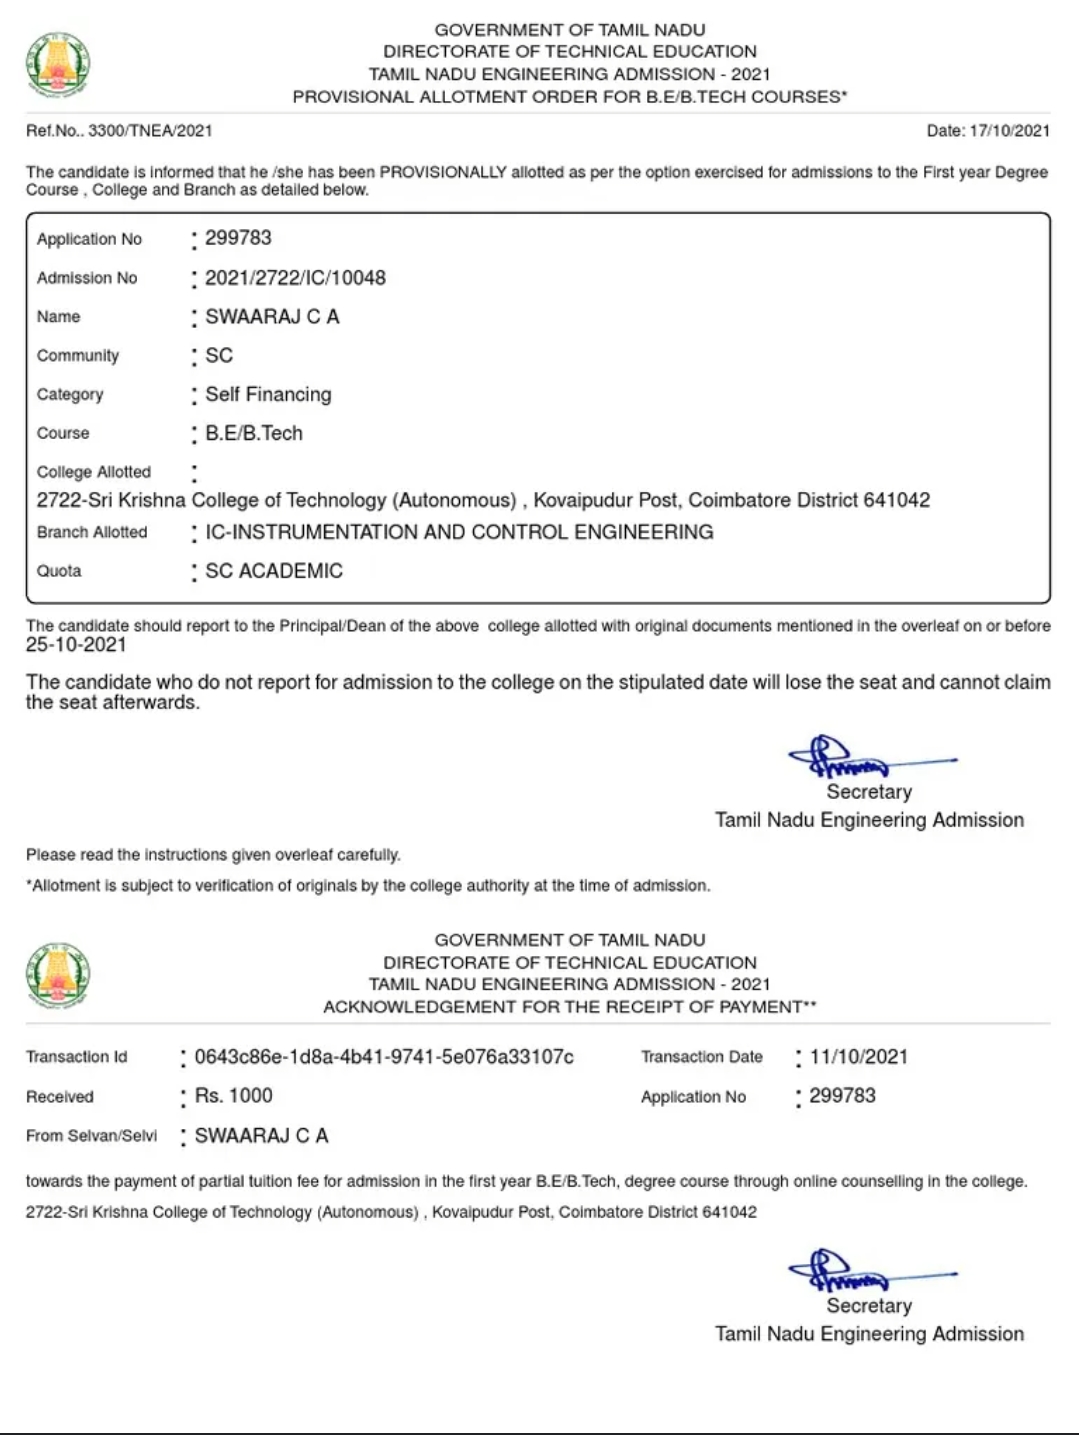 GOVERNMENT OF TAMIL NADU
DIRECTORATE OF TECHNICAL EDUCATION
TAMIL NADU ENGINEERING ADMISSION - 2021
PROVISIONAL ALLOTMENT ORDER FOR B.E/B.TECH COURSES*
Ref.No.. 3300/TNEA/2021 Date: 17/10/2021
The candidate is informed that he /she has been PROVISIONALLY allotted as per the option exercised for admissions to the First year Degree
Course , College and Branch as detailed below.
Application No : 299783
Admission No : 2021/2722/IC/10048
Name : SWAARAJ C A
Community : SC
Category : Self Financing
Course : B.E/B.Tech
College Allotted :
2722-Sri Krishna College of Technology (Autonomous) , Kovaipudur Post, Coimbatore District 641042
Branch Allotted : IC-INSTRUMENTATION AND CONTROL ENGINEERING
Quota : SC ACADEMIC
The candidate should report to the Principal/Dean of the above college allotted with original documents mentioned in the overleaf on or before
25-10-2021
The candidate who do not report for admission to the college on the stipulated date will lose the seat and cannot claim
the seat afterwards.
Secretary
Tamil Nadu Engineering Admission
Please read the instructions given overleaf carefully.
*Allotment is subject to verification of originals by the college authority at the time of admission.
GOVERNMENT OF TAMIL NADU
DIRECTORATE OF TECHNICAL EDUCATION
TAMIL NADU ENGINEERING ADMISSION - 2021
ACKNOWLEDGEMENT FOR THE RECEIPT OF PAYMENT**
Transaction Id : 0643c86e-1d8a-4b41-9741-5e076a33107c Transaction Date : 11/10/2021
Received : Rs. 1000 Application No : 299783
From Selvan/Selvi : SWAARAJ C A
towards the payment of partial tuition fee for admission in the first year B.E/B.Tech, degree course through online counselling in the college.
2722-Sri Krishna College of Technology (Autonomous) , Kovaipudur Post, Coimbatore District 641042
Secretary
Tamil Nadu Engineering Admission